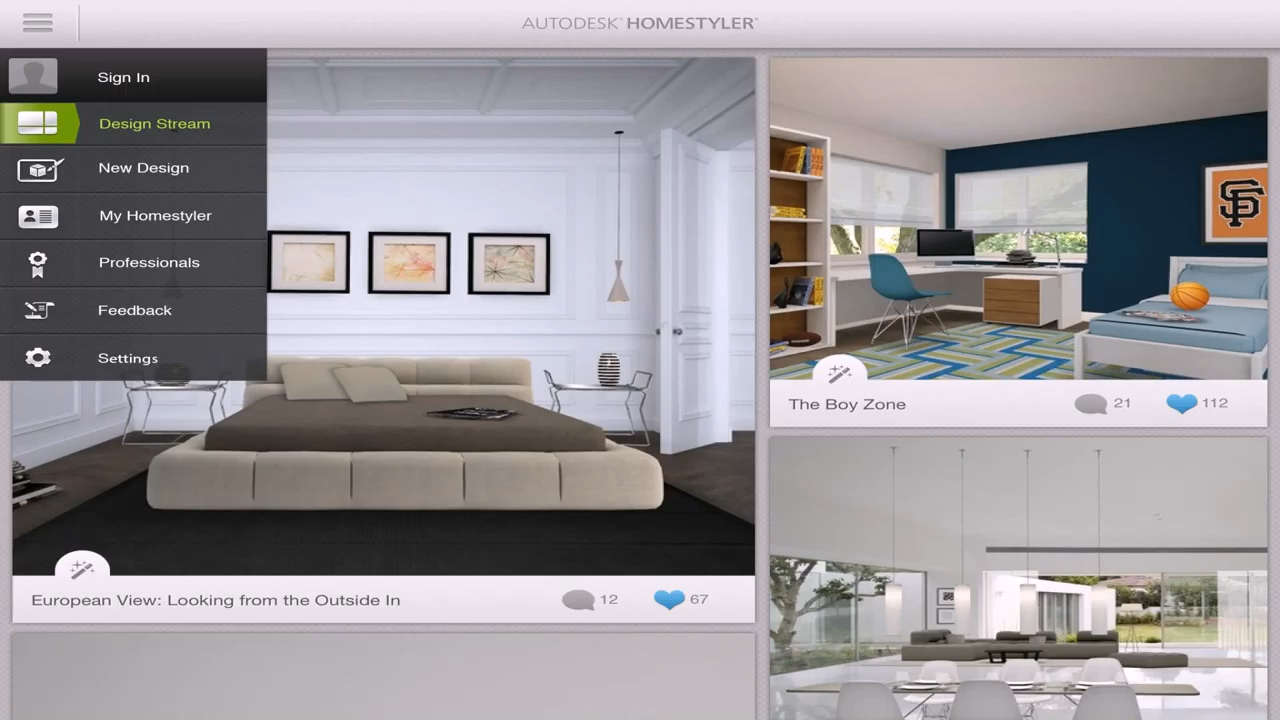 AUTODESK® HOMESTYLER®
Sign In
Design Stream
New Design
My Homestyler
Professionals
Feedback
Settings
SF
The Boy Zone
21
112
European View: Looking from the Outside In
12
67